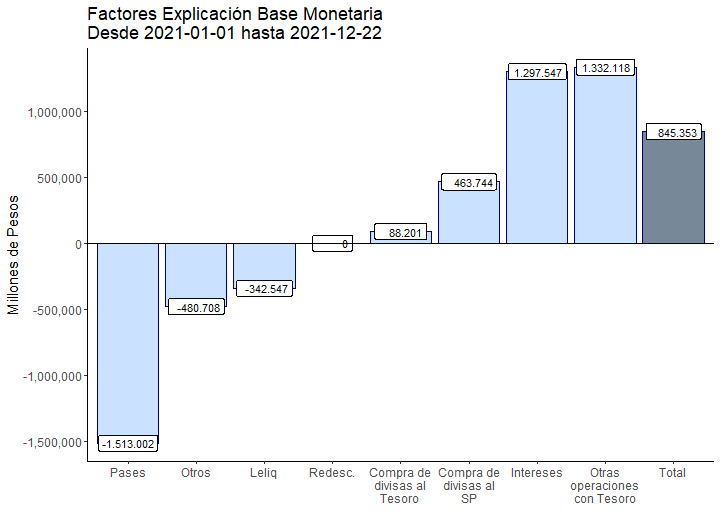 Factores Explicación Base Monetaria
Desde 2021-01-01 hasta 2021-12-22
Millones de Pesos
1,000,000
500,000
0
-500,000
-1,000,000
-1,500,000
-1.513.002
-480.708
-342.547
0
88.201
463.744
1.297.547
1.332.118
845.353
Pases
Otros
Leliq
Redesc.
Compra de
divisas al
Tesoro
Compra de
divisas al
SP
Intereses
Otras
operaciones
con Tesoro
Total